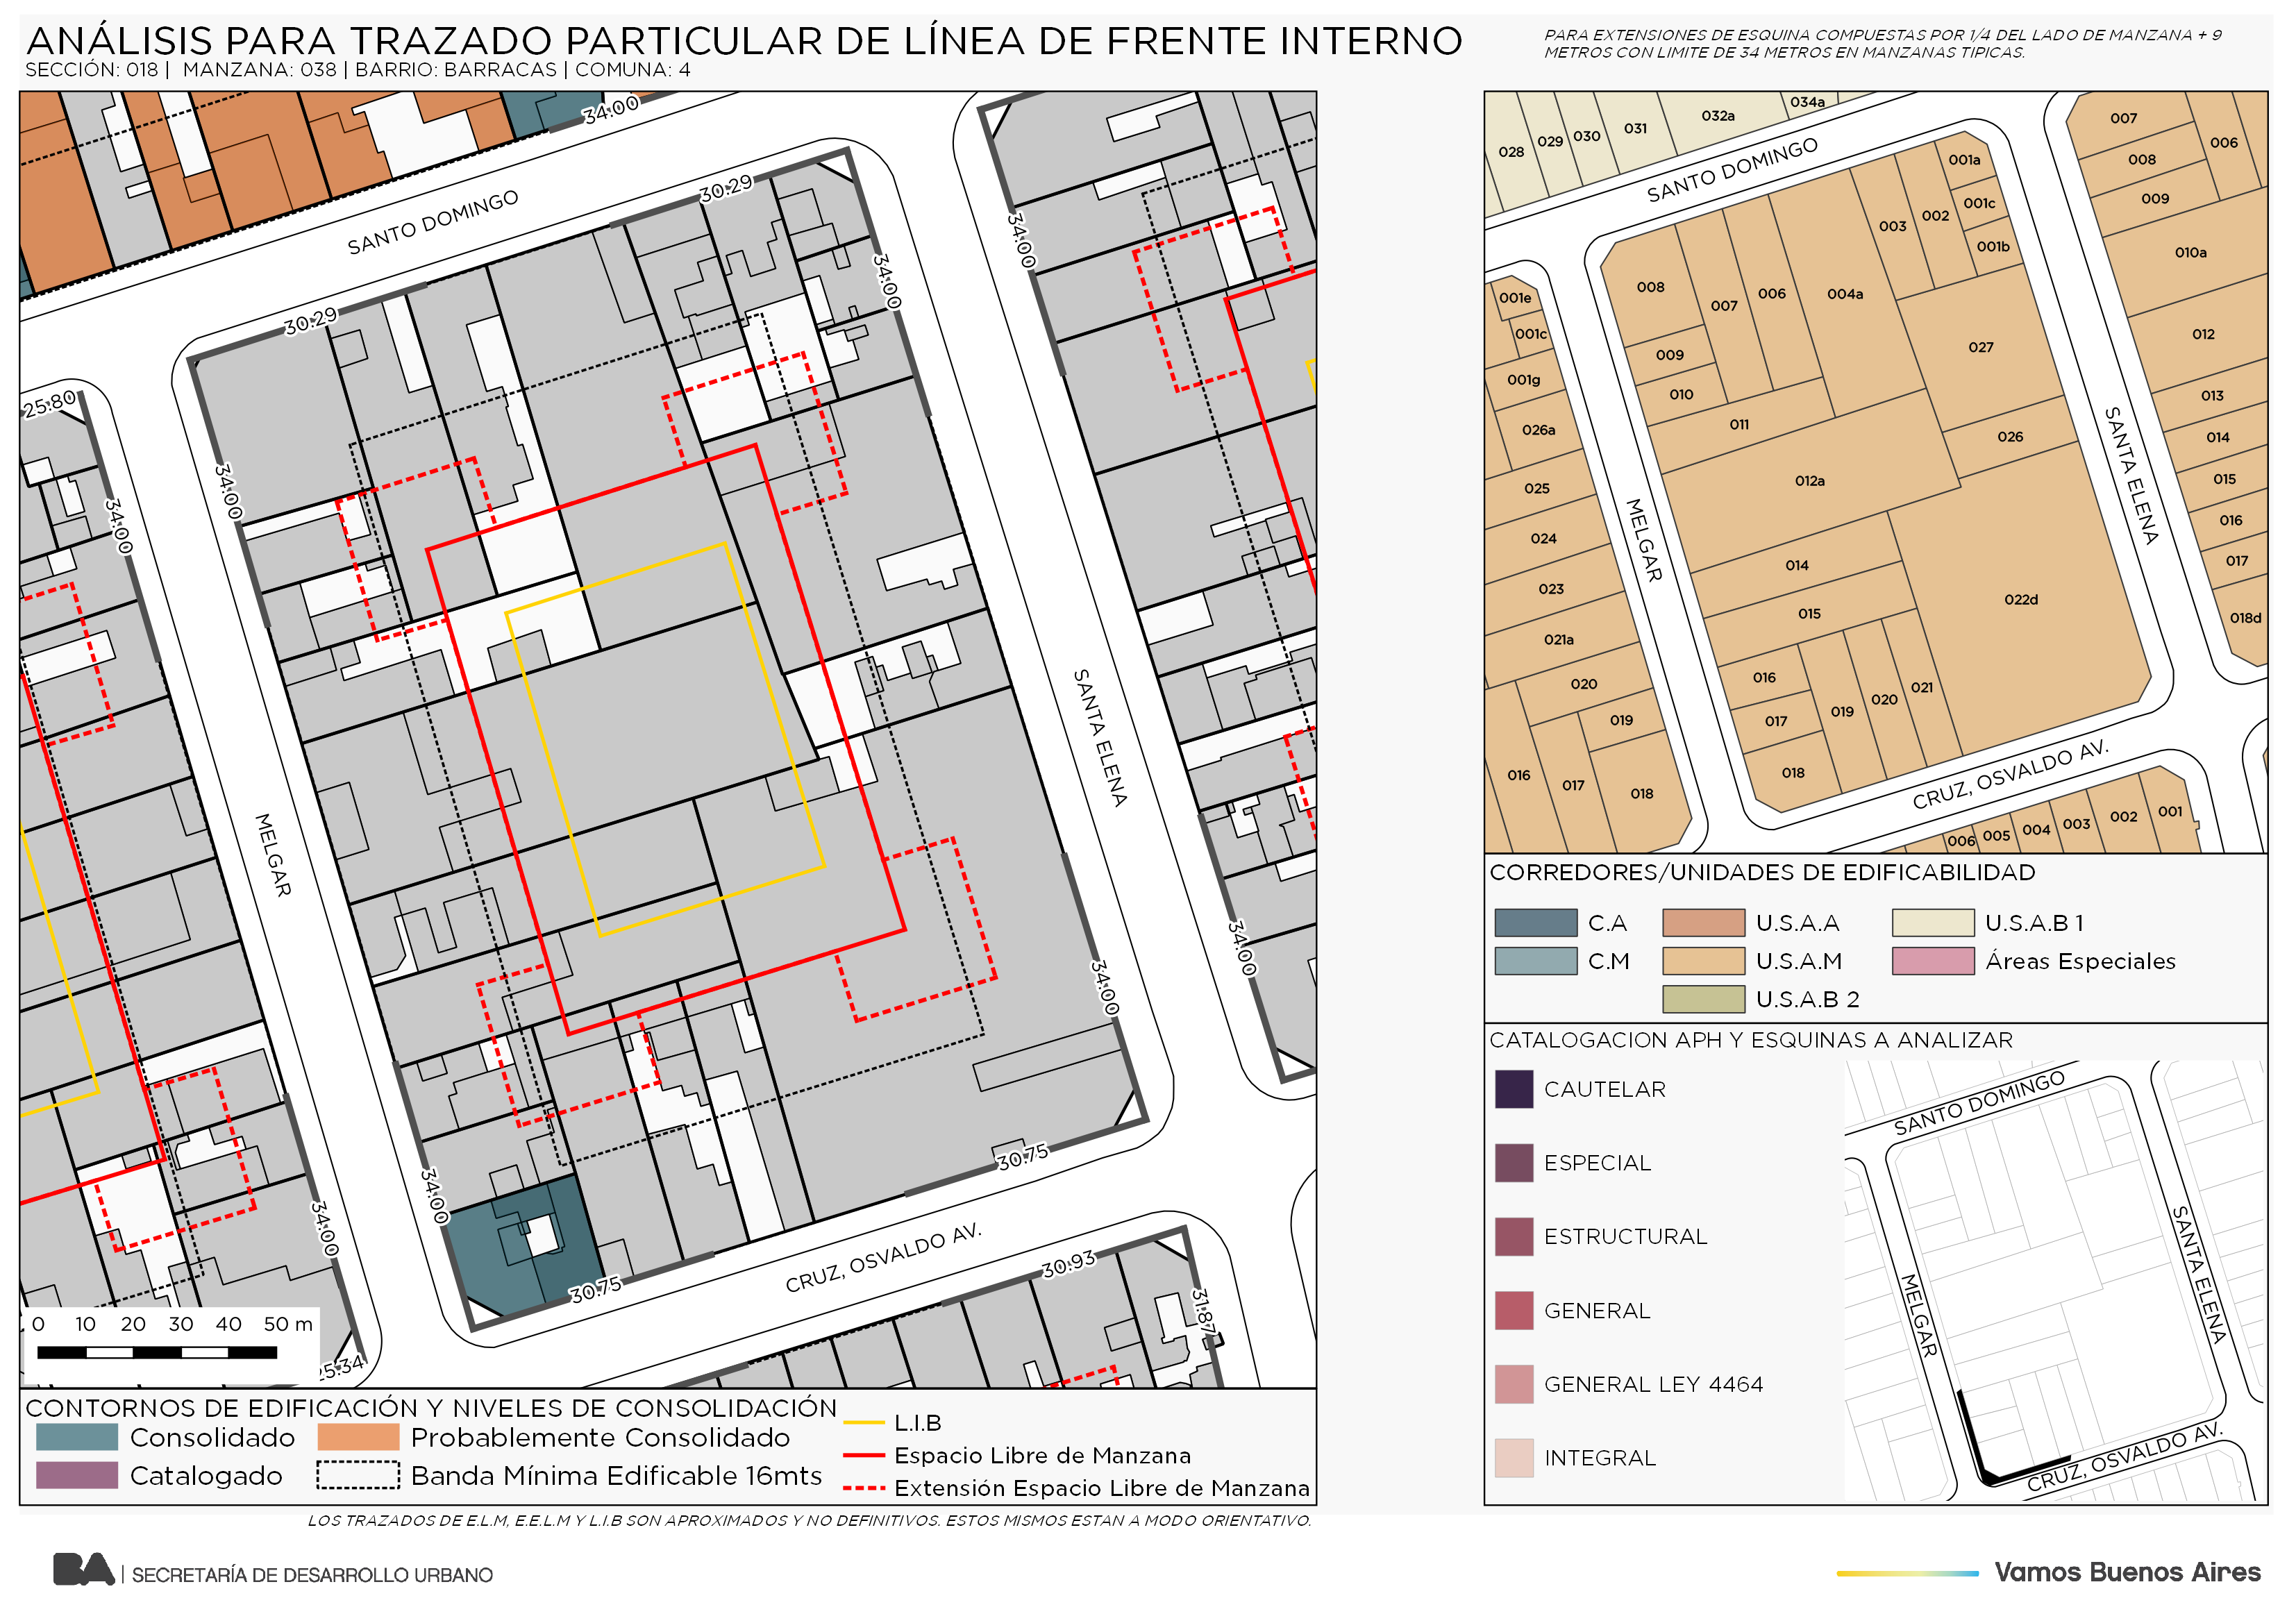 ANÁLISIS PARA TRAZADO PARTICULAR DE LÍNEA DE FRENTE INTERNO
SECCIÓN: 018 | MANZANA: 038 | BARRIO: BARRACAS | COMUNA: 4
PARA EXTENSIONES DE ESQUINA COMPUESTAS POR 1/4 DEL LADO DE MANZANA + 9
METROS CON LIMITE DE 34 METROS EN MANZANAS TIPICAS.
34.00
30.29
SANTO DOMINGO
34.00
34.00
30.29
25.80
34.00
34.00
SANTA ELENA
MELGAR
34.00
34.00
34.00
30.75
34.00
30.75
CRUZ, OSVALDO AV.
30.93
31.87
25.34
0 10 20 30 40 50 m
028
029
030
031
032a
034a
SANTO DOMINGO
007
006
008
009
010a
012
013
014
015
016
017
018d
001a
001c
001b
002
003
004a
006
007
008
009
010
011
012a
027
026
014
015
022d
016
017
018
019
020
021
001e
001c
001g
026a
025
024
023
021a
020
019
018
017
016
MELGAR
SANTA ELENA
CRUZ, OSVALDO AV.
006
005
004
003
002
001
CONTORNOS DE EDIFICACIÓN Y NIVELES DE CONSOLIDACIÓN
Consolidado
Probablemente Consolidado
Catalogado
Banda Mínima Edificable 16mts
L.I.B
Espacio Libre de Manzana
Extensión Espacio Libre de Manzana
CORREDORES/UNIDADES DE EDIFICABILIDAD
C.A
U.S.A.A
U.S.A.B 1
C.M
U.S.A.M
Áreas Especiales
U.S.A.B 2
CATALOGACION APH Y ESQUINAS A ANALIZAR
CAUTELAR
ESPECIAL
ESTRUCTURAL
GENERAL
GENERAL LEY 4464
INTEGRAL
SANTO DOMINGO
SANTA ELENA
MELGAR
CRUZ, OSVALDO AV.
LOS TRAZADOS DE E.L.M, E.E.L.M Y L.I.B SON APROXIMADOS Y NO DEFINITIVOS. ESTOS MISMOS ESTAN A MODO ORIENTATIVO.
BA | SECRETARÍA DE DESARROLLO URBANO
Vamos Buenos Aires